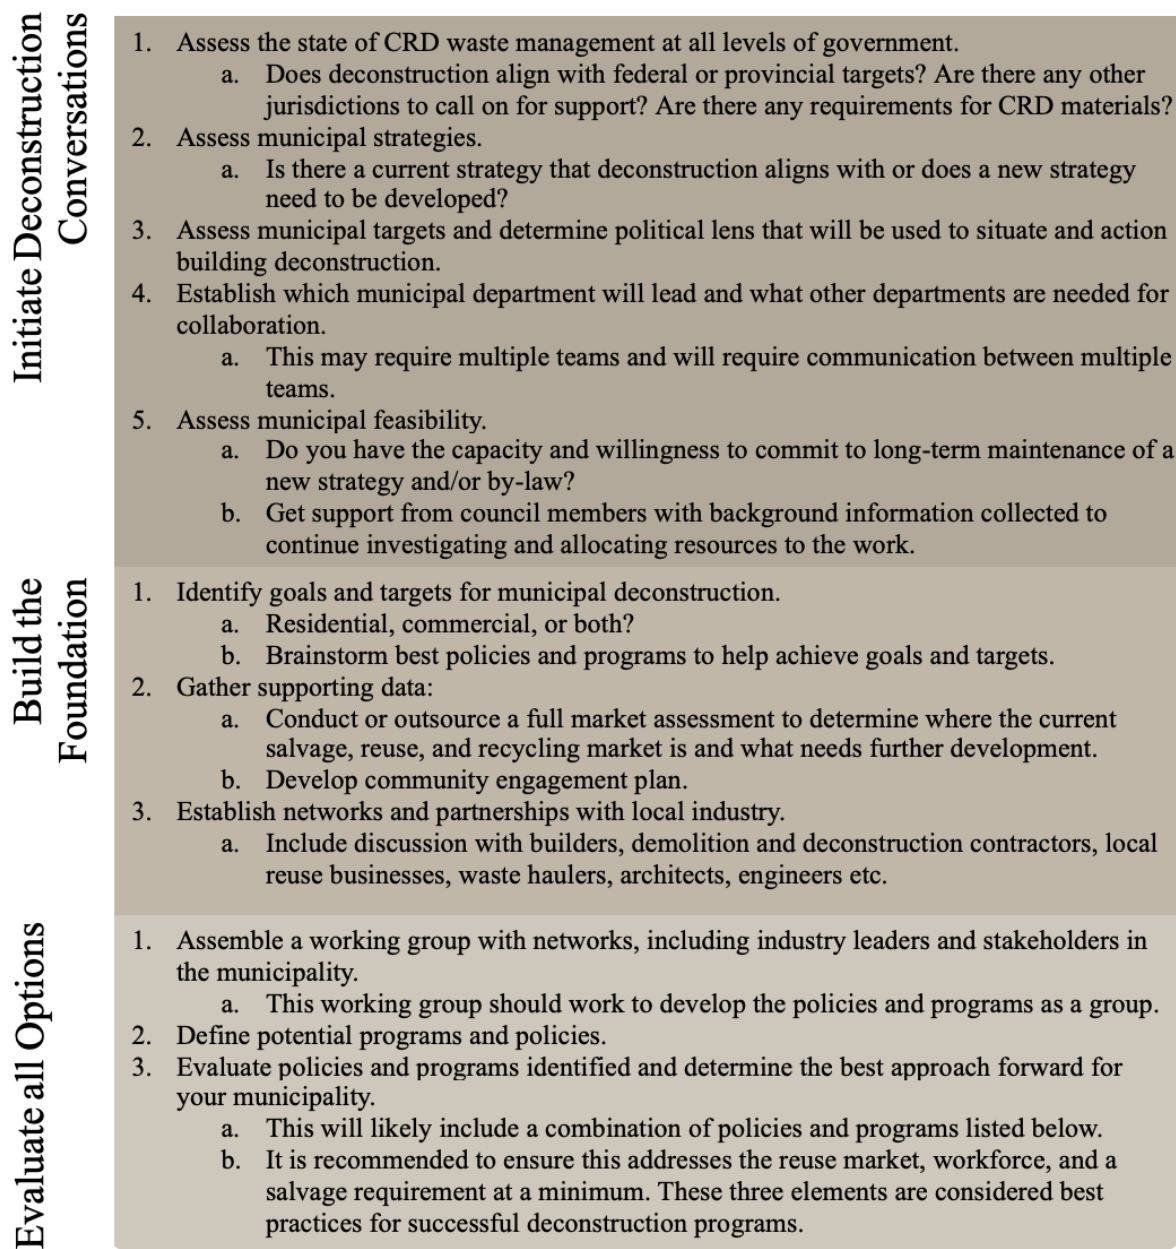 Initiate Deconstruction
Conversations
1. Assess the state of CRD waste management at all levels of government.
a. Does deconstruction align with federal or provincial targets? Are there any other
jurisdictions to call on for support? Are there any requirements for CRD materials?
2. Assess municipal strategies.
a. Is there a current strategy that deconstruction aligns with or does a new strategy
need to be developed?
3. Assess municipal targets and determine political lens that will be used to situate and action
building deconstruction.
4. Establish which municipal department will lead and what other departments are needed for
collaboration.
a. This may require multiple teams and will require communication between multiple
teams.
5. Assess municipal feasibility.
a. Do you have the capacity and willingness to commit to long-term maintenance of a
new strategy and/or by-law?
b. Get support from council members with background information collected to
continue investigating and allocating resources to the work.
Build the
Foundation
1. Identify goals and targets for municipal deconstruction.
a. Residential, commercial, or both?
b. Brainstorm best policies and programs to help achieve goals and targets.
2. Gather supporting data:
a. Conduct or outsource a full market assessment to determine where the current
salvage, reuse, and recycling market is and what needs further development.
b. Develop community engagement plan.
3. Establish networks and partnerships with local industry.
a. Include discussion with builders, demolition and deconstruction contractors, local
reuse businesses, waste haulers, architects, engineers etc.
Evaluate all Options
1. Assemble a working group with networks, including industry leaders and stakeholders in
the municipality.
a. This working group should work to develop the policies and programs as a group.
2. Define potential programs and policies.
3. Evaluate policies and programs identified and determine the best approach forward for
your municipality.
a. This will likely include a combination of policies and programs listed below.
b. It is recommended to ensure this addresses the reuse market, workforce, and a
salvage requirement at a minimum. These three elements are considered best
practices for successful deconstruction programs.